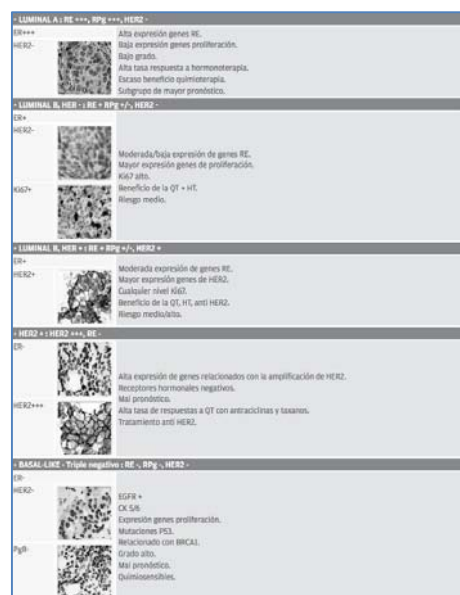 - LUMINAL A : RE +++, RPg +++, HER2 -
ER+++
HER2-
Alta expresión genes RE.
Baja expresión genes proliferación.
Bajo grado.
Alta tasa respuesta a hormonoterapia.
Escaso beneficio quimioterapia.
Subgrupo de mayor pronóstico.
- LUMINAL B, HER - : RE + RPg +/-, HER2 -
ER+
HER2-
Ki67+
Moderada/baja expresión de genes RE.
Mayor expresión genes de proliferación.
Ki67 alto.
Beneficio de la QT + HT.
Riesgo medio.
- LUMINAL B, HER + : RE + RPg +/-, HER2 +
ER+
HER2+
Moderada expresión de genes RE.
Mayor expresión genes de HER2.
Cualquier nivel Ki67.
Beneficio de la QT, HT, anti HER2.
Riesgo medio/alto.
- HER2 + : HER2 +++, RE -
ER-
HER2+++
Alta expresión de genes relacionados con la amplificación de HER2.
Receptores hormonales negativos.
Mal pronóstico.
Alta tasa de respuestas a QT con antraciclinas y taxanos.
Tratamiento anti HER2.
- BASAL-LIKE - Triple negativo : RE -, RPg -, HER2 -
ER-
HER2-
PgR-
EGFR +
CK 5/6
Expresión genes proliferación.
Mutaciones P53.
Relacionado con BRCA1.
Grado alto.
Mal pronóstico.
Quimiosensibles.